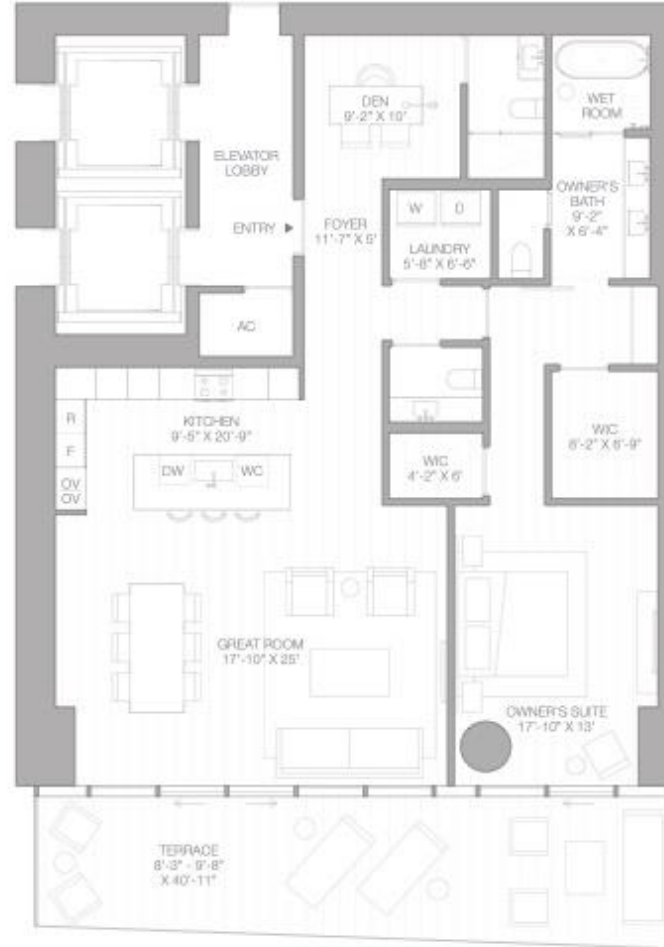 DEN
9'-2" X 10'
WET
ROOM
ELEVATOR
LOBBY
OWNER'S
BATH
9'-2"
X 6'-4"
W
D
ENTRY
FOYER
11'-7" X 5'
LAUNDRY
5'-8" X 6'-6"
AC
R
KITCHEN
9'-5" X 20'-9"
F
WIC
8'-2" X 6'-9"
OV
OV
DW
WC
WIC
4'-2" X 6'
GREAT ROOM
17'-10" X 25'
OWNER'S SUITE
17'-10" X 13'
TERRACE
8'-3" - 9'-8"
X 40'-11"